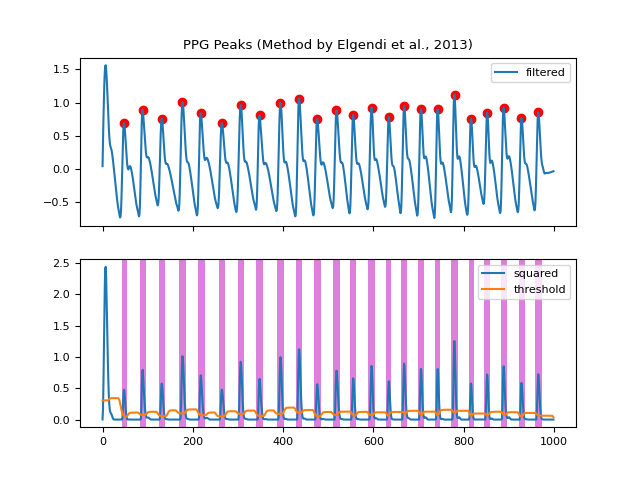 PPG Peaks (Method by Elgendi et al., 2013)
1.5
1.0
0.5
0.0
−0.5
filtered
2.5
2.0
1.5
1.0
0.5
0.0
squared
threshold
0 200 400 600 800 1000